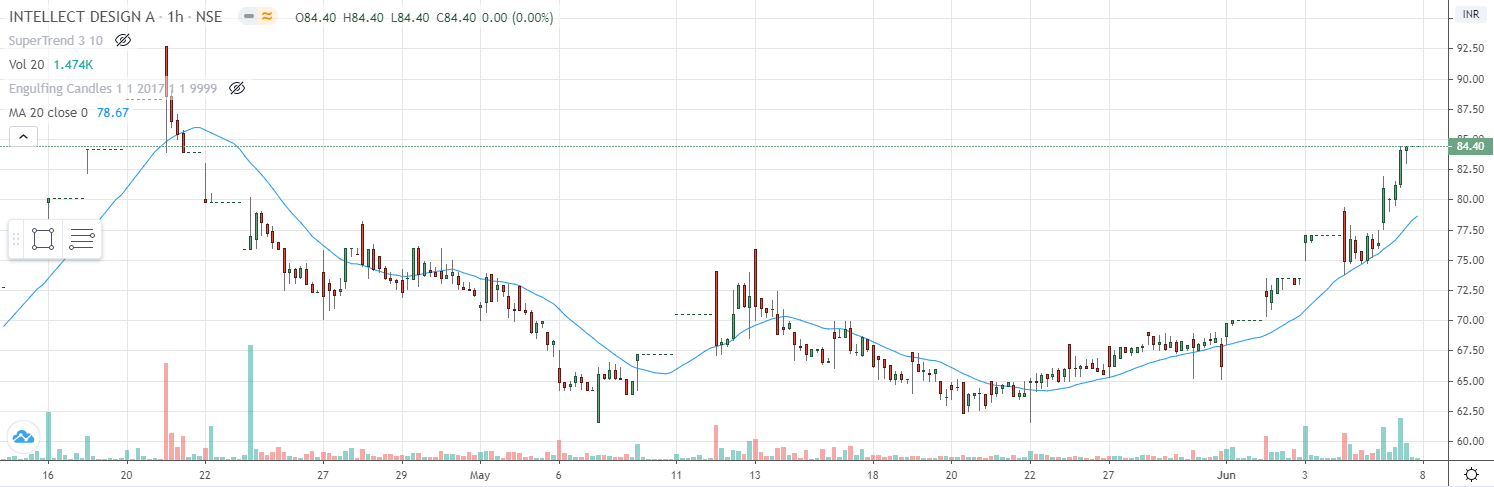 INTELLECT DESIGN A · 1h · NSE O84.40 H84.40 L84.40 C84.40 0.00 (0.00%)
INR
SuperTrend 3 10
Vol 20 1.474K
Engulfing Candles 1 1 2017 1 1 9999
MA 20 close 0 78.67
92.50
90.00
87.50
85.00
84.40
82.50
80.00
77.50
75.00
72.50
70.00
67.50
65.00
62.50
60.00
16 20 22 27 29 May 6 11 13 18 20 22 27 Jun 3 8